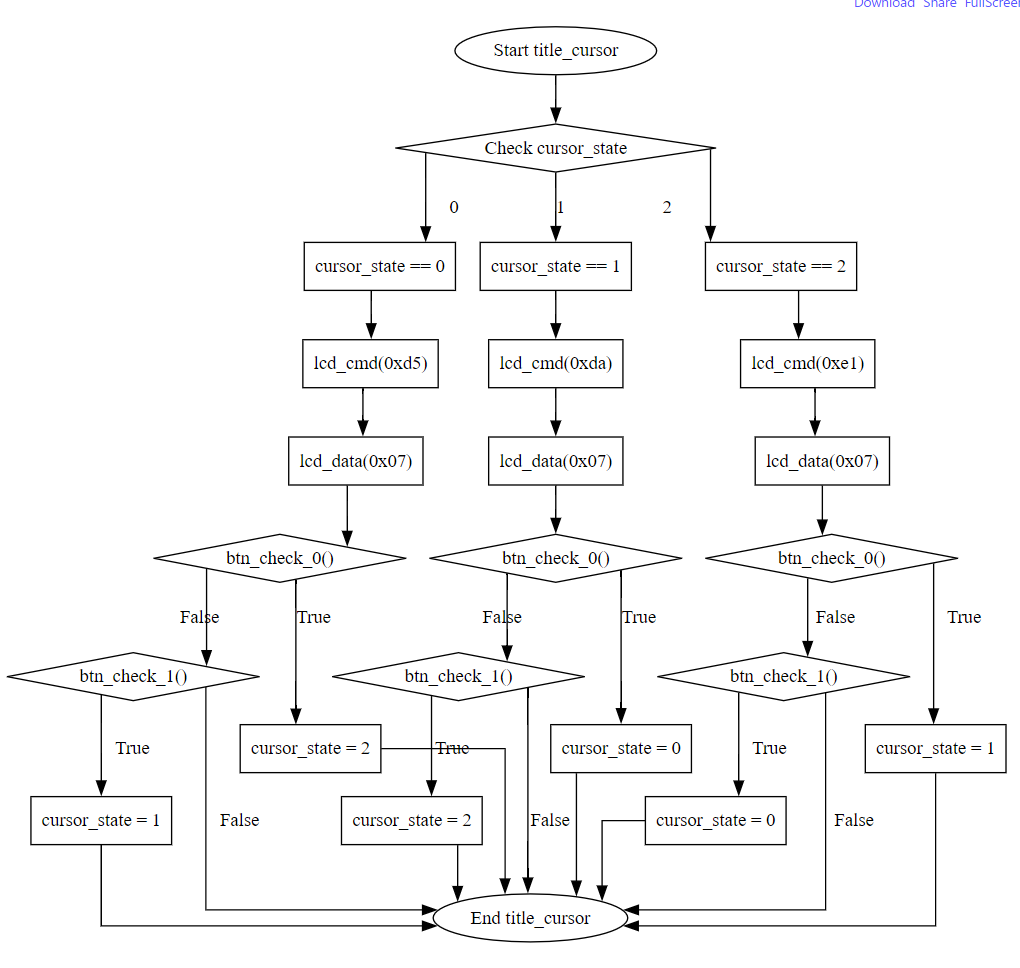 Download Share FullScreen
Start title_cursor
Check cursor_state
0
1
2
cursor_state == 0
cursor_state == 1
cursor_state == 2
lcd_cmd(0xd5)
lcd_cmd(0xda)
lcd_cmd(0xe1)
lcd_data(0x07)
lcd_data(0x07)
lcd_data(0x07)
btn_check_0()
btn_check_0()
btn_check_0()
False
True
False
True
False
True
btn_check_1()
btn_check_1()
btn_check_1()
True
cursor_state = 2
True
cursor_state = 0
True
cursor_state = 1
cursor_state = 1
False
cursor_state = 2
False
cursor_state = 0
False
End title_cursor